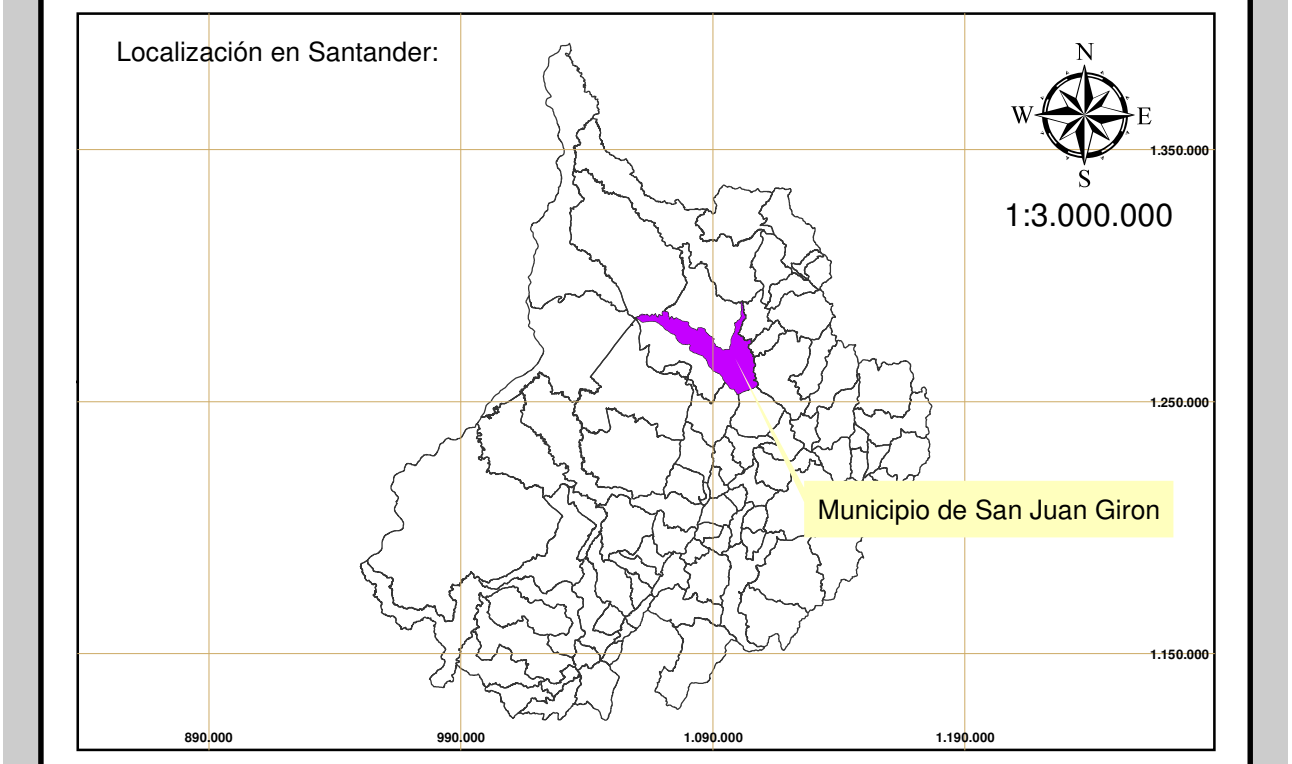 Localización en Santander:
N
W
E
S
1:3.000.000
1.350.000
1.250.000
Municipio de San Juan Giron
1.150.000
890.000
990.000
1.090.000
1.190.000